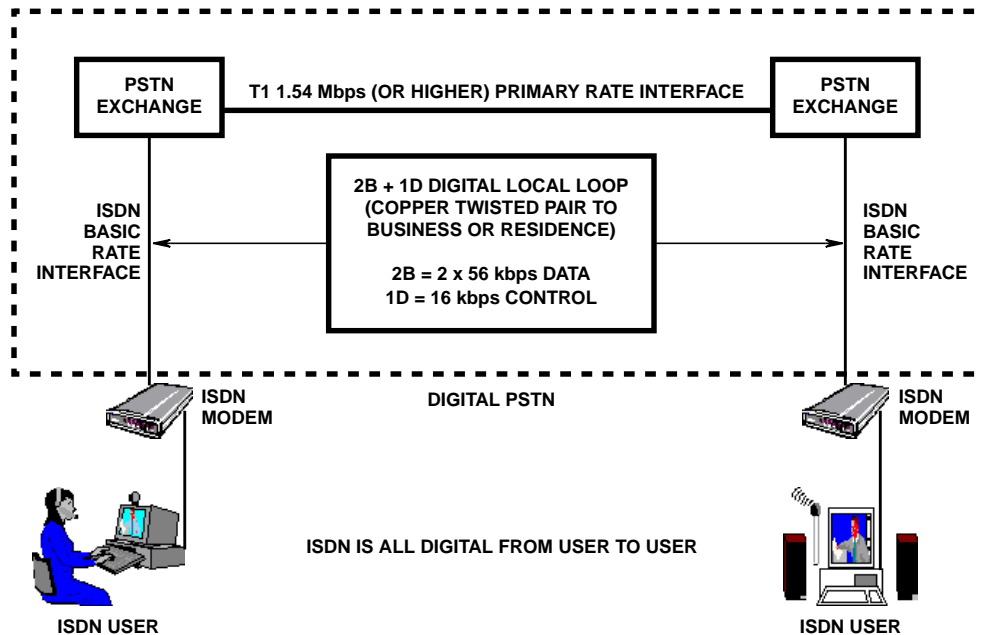 PSTN
EXCHANGE
T1 1.54 Mbps (OR HIGHER) PRIMARY RATE INTERFACE
PSTN
EXCHANGE
2B + 1D DIGITAL LOCAL LOOP
(COPPER TWISTED PAIR TO
BUSINESS OR RESIDENCE)
2B = 2 x 56 kbps DATA
1D = 16 kbps CONTROL
ISDN
BASIC
RATE
INTERFACE
ISDN
BASIC
RATE
INTERFACE
ISDN
MODEM
DIGITAL PSTN
ISDN
MODEM
ISDN IS ALL DIGITAL FROM USER TO USER
ISDN USER
ISDN USER